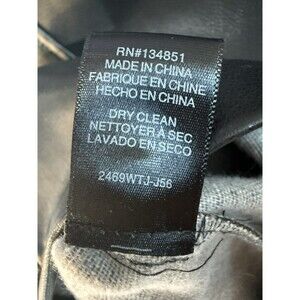 RN#134851
MADE IN CHINA
FABRIQUÉ EN CHINE
HECHO EN CHINA
DRY CLEAN
NETTOYER À SEC
LAVADO EN SECO
2469WTJ-J56